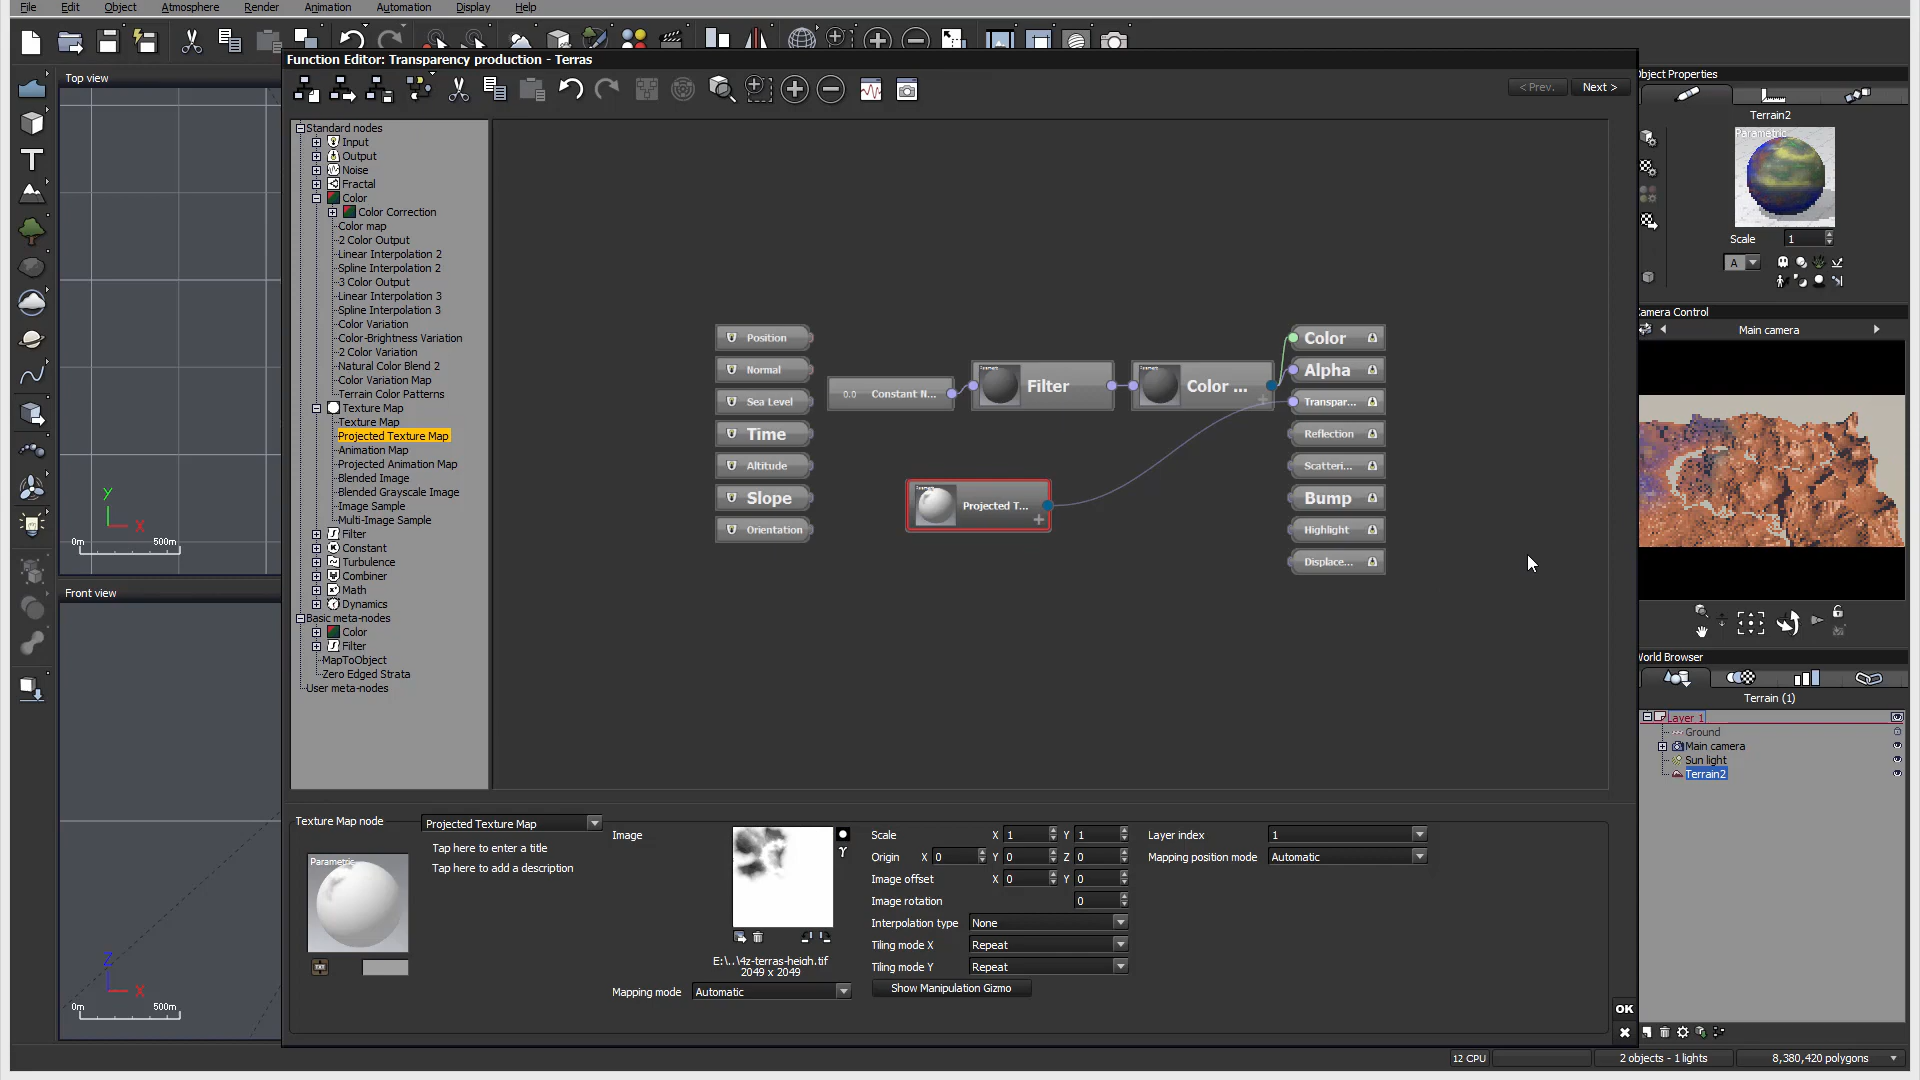 File Edit Object Atmosphere Render Animation Automation Display Help
Function Editor: Transparency production - Terras
< Prev. Next >
Top view
Y
X
0m 500m
Front view
Z
X
0m 500m
Standard nodes
Input
Output
Noise
Fractal
Color
Color Correction
Color map
2 Color Output
Linear Interpolation 2
Spline Interpolation 2
3 Color Output
Linear Interpolation 3
Spline Interpolation 3
Color Variation
Color-Brightness Variation
2 Color Variation
Natural Color Blend 2
Color Variation Map
Terrain Color Patterns
Texture Map
Texture Map
Projected Texture Map
Animation Map
Projected Animation Map
Blended Image
Blended Grayscale Image
Image Sample
Multi-Image Sample
Filter
Constant
Turbulence
Combiner
Math
Dynamics
Basic meta-nodes
Color
Filter
MapToObject
Zero Edged Strata
User meta-nodes
Position
Normal
Sea Level
Time
Altitude
Slope
Orientation
0.0 Constant N...
Filter
Color ...
Projected T...
Color
Alpha
Transpar...
Reflection
Scatteri...
Bump
Highlight
Displace...
Texture Map node Projected Texture Map
Tap here to enter a title
Tap here to add a description
Parametric
Image
E:\..\4z-terras-heigh.tif
2049 x 2049
Mapping mode Automatic
Scale X 1 Y 1
Origin X 0 Y 0 Z 0
Image offset X 0 Y 0
Image rotation 0
Interpolation type None
Tiling mode X Repeat
Tiling mode Y Repeat
Show Manipulation Gizmo
Layer index 1
Mapping position mode Automatic
OK
Object Properties
Terrain2
Parametric
Scale 1
A
Camera Control
Main camera
World Browser
Terrain (1)
Layer 1
Ground
Main camera
Sun light
Terrain2
12 CPU 2 objects - 1 lights 8,380,420 polygons